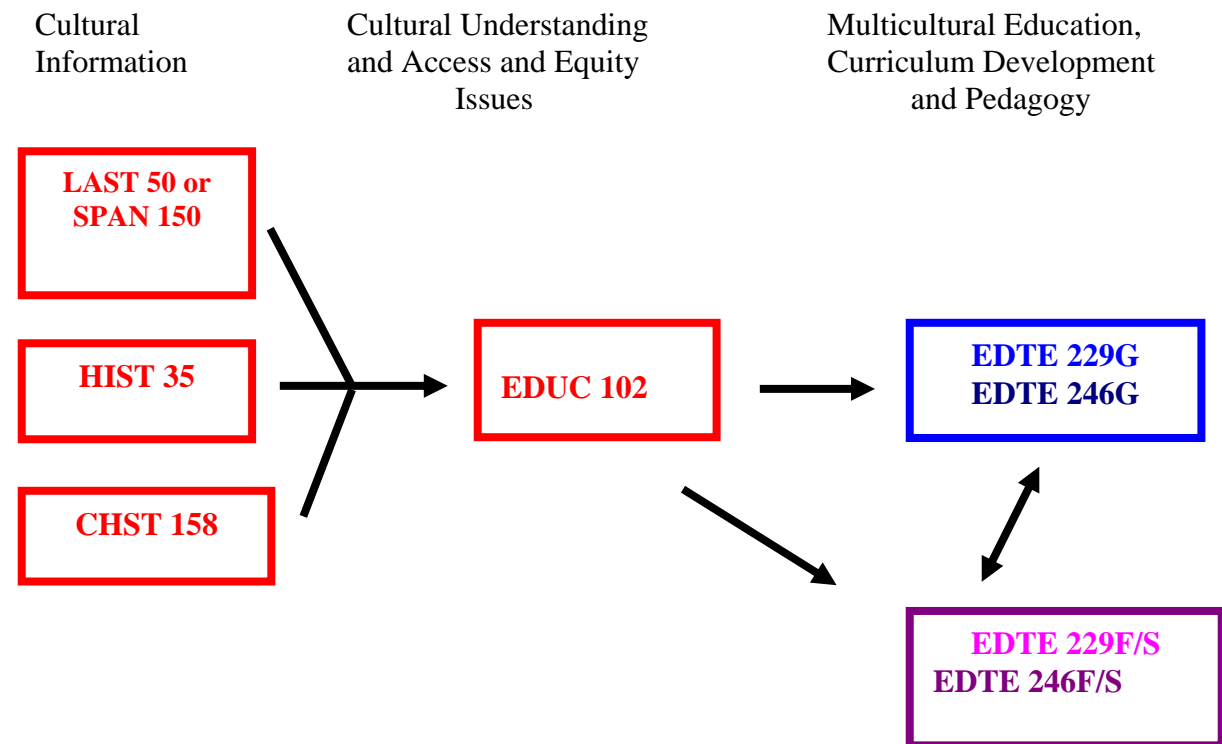 Cultural
Information
Cultural Understanding
and Access and Equity
Issues
Multicultural Education,
Curriculum Development
and Pedagogy
LAST 50 or
SPAN 150
HIST 35
CHST 158
EDUC 102
EDTE 229G
EDTE 246G
EDTE 229F/S
EDTE 246F/S